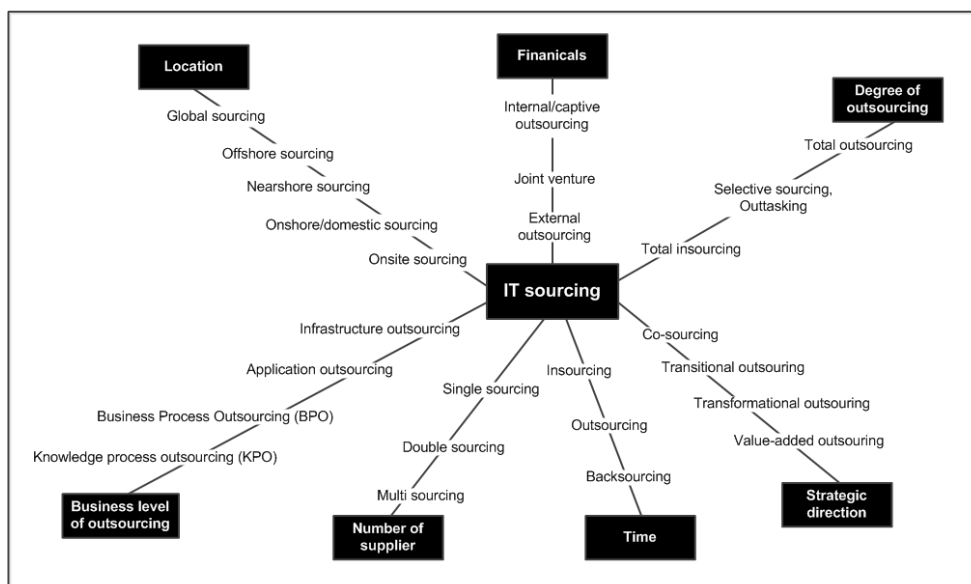 Location
Global sourcing
Offshore sourcing
Nearshore sourcing
Onshore/domestic sourcing
Onsite sourcing
Finanicals
Internal/captive
outsourcing
Joint venture
External
outsourcing
Degree of
outsourcing
Total outsourcing
Selective sourcing,
Outtasking
Total insourcing
IT sourcing
Infrastructure outsourcing
Application outsourcing
Business Process Outsourcing (BPO)
Knowledge process outsourcing (KPO)
Business level
of outsourcing
Single sourcing
Double sourcing
Multi sourcing
Number of
supplier
Insourcing
Outsourcing
Backsourcing
Time
Co-sourcing
Transitional outsouring
Transformational outsouring
Value-added outsouring
Strategic
direction